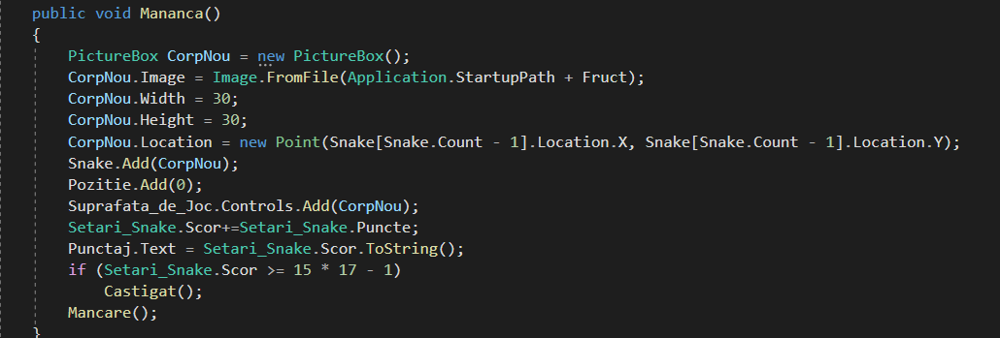 public void Mananca()
{
PictureBox CorpNou = new PictureBox();
CorpNou.Image = Image.FromFile(Application.StartupPath + Fruct);
CorpNou.Width = 30;
CorpNou.Height = 30;
CorpNou.Location = new Point(Snake[Snake.Count - 1].Location.X, Snake[Snake.Count - 1].Location.Y);
Snake.Add(CorpNou);
Pozitie.Add(0);
Suprafata_de_Joc.Controls.Add(CorpNou);
Setari_Snake.Scor+=Setari_Snake.Puncte;
Punctaj.Text = Setari_Snake.Scor.ToString();
if (Setari_Snake.Scor >= 15 * 17 - 1)
Castigat();
Mancare();
}